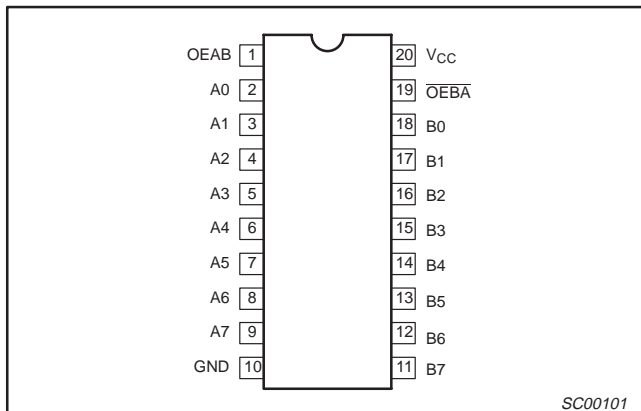 OEAB 1 20 VCC
A0 2 19 OEBA
A1 3 18 B0
A2 4 17 B1
A3 5 16 B2
A4 6 15 B3
A5 7 14 B4
A6 8 13 B5
A7 9 12 B6
GND 10 11 B7
SC00101